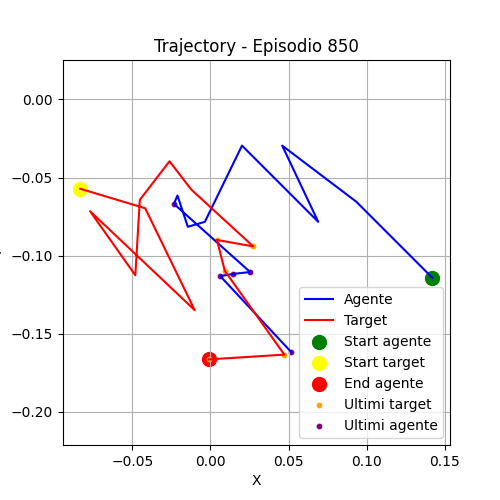 Trajectory - Episodio 850
0.00
−0.05
−0.10
−0.15
−0.20
−0.05
0.00
0.05
0.10
0.15
X
Agente
Target
Start agente
Start target
End agente
Ultimi target
Ultimi agente